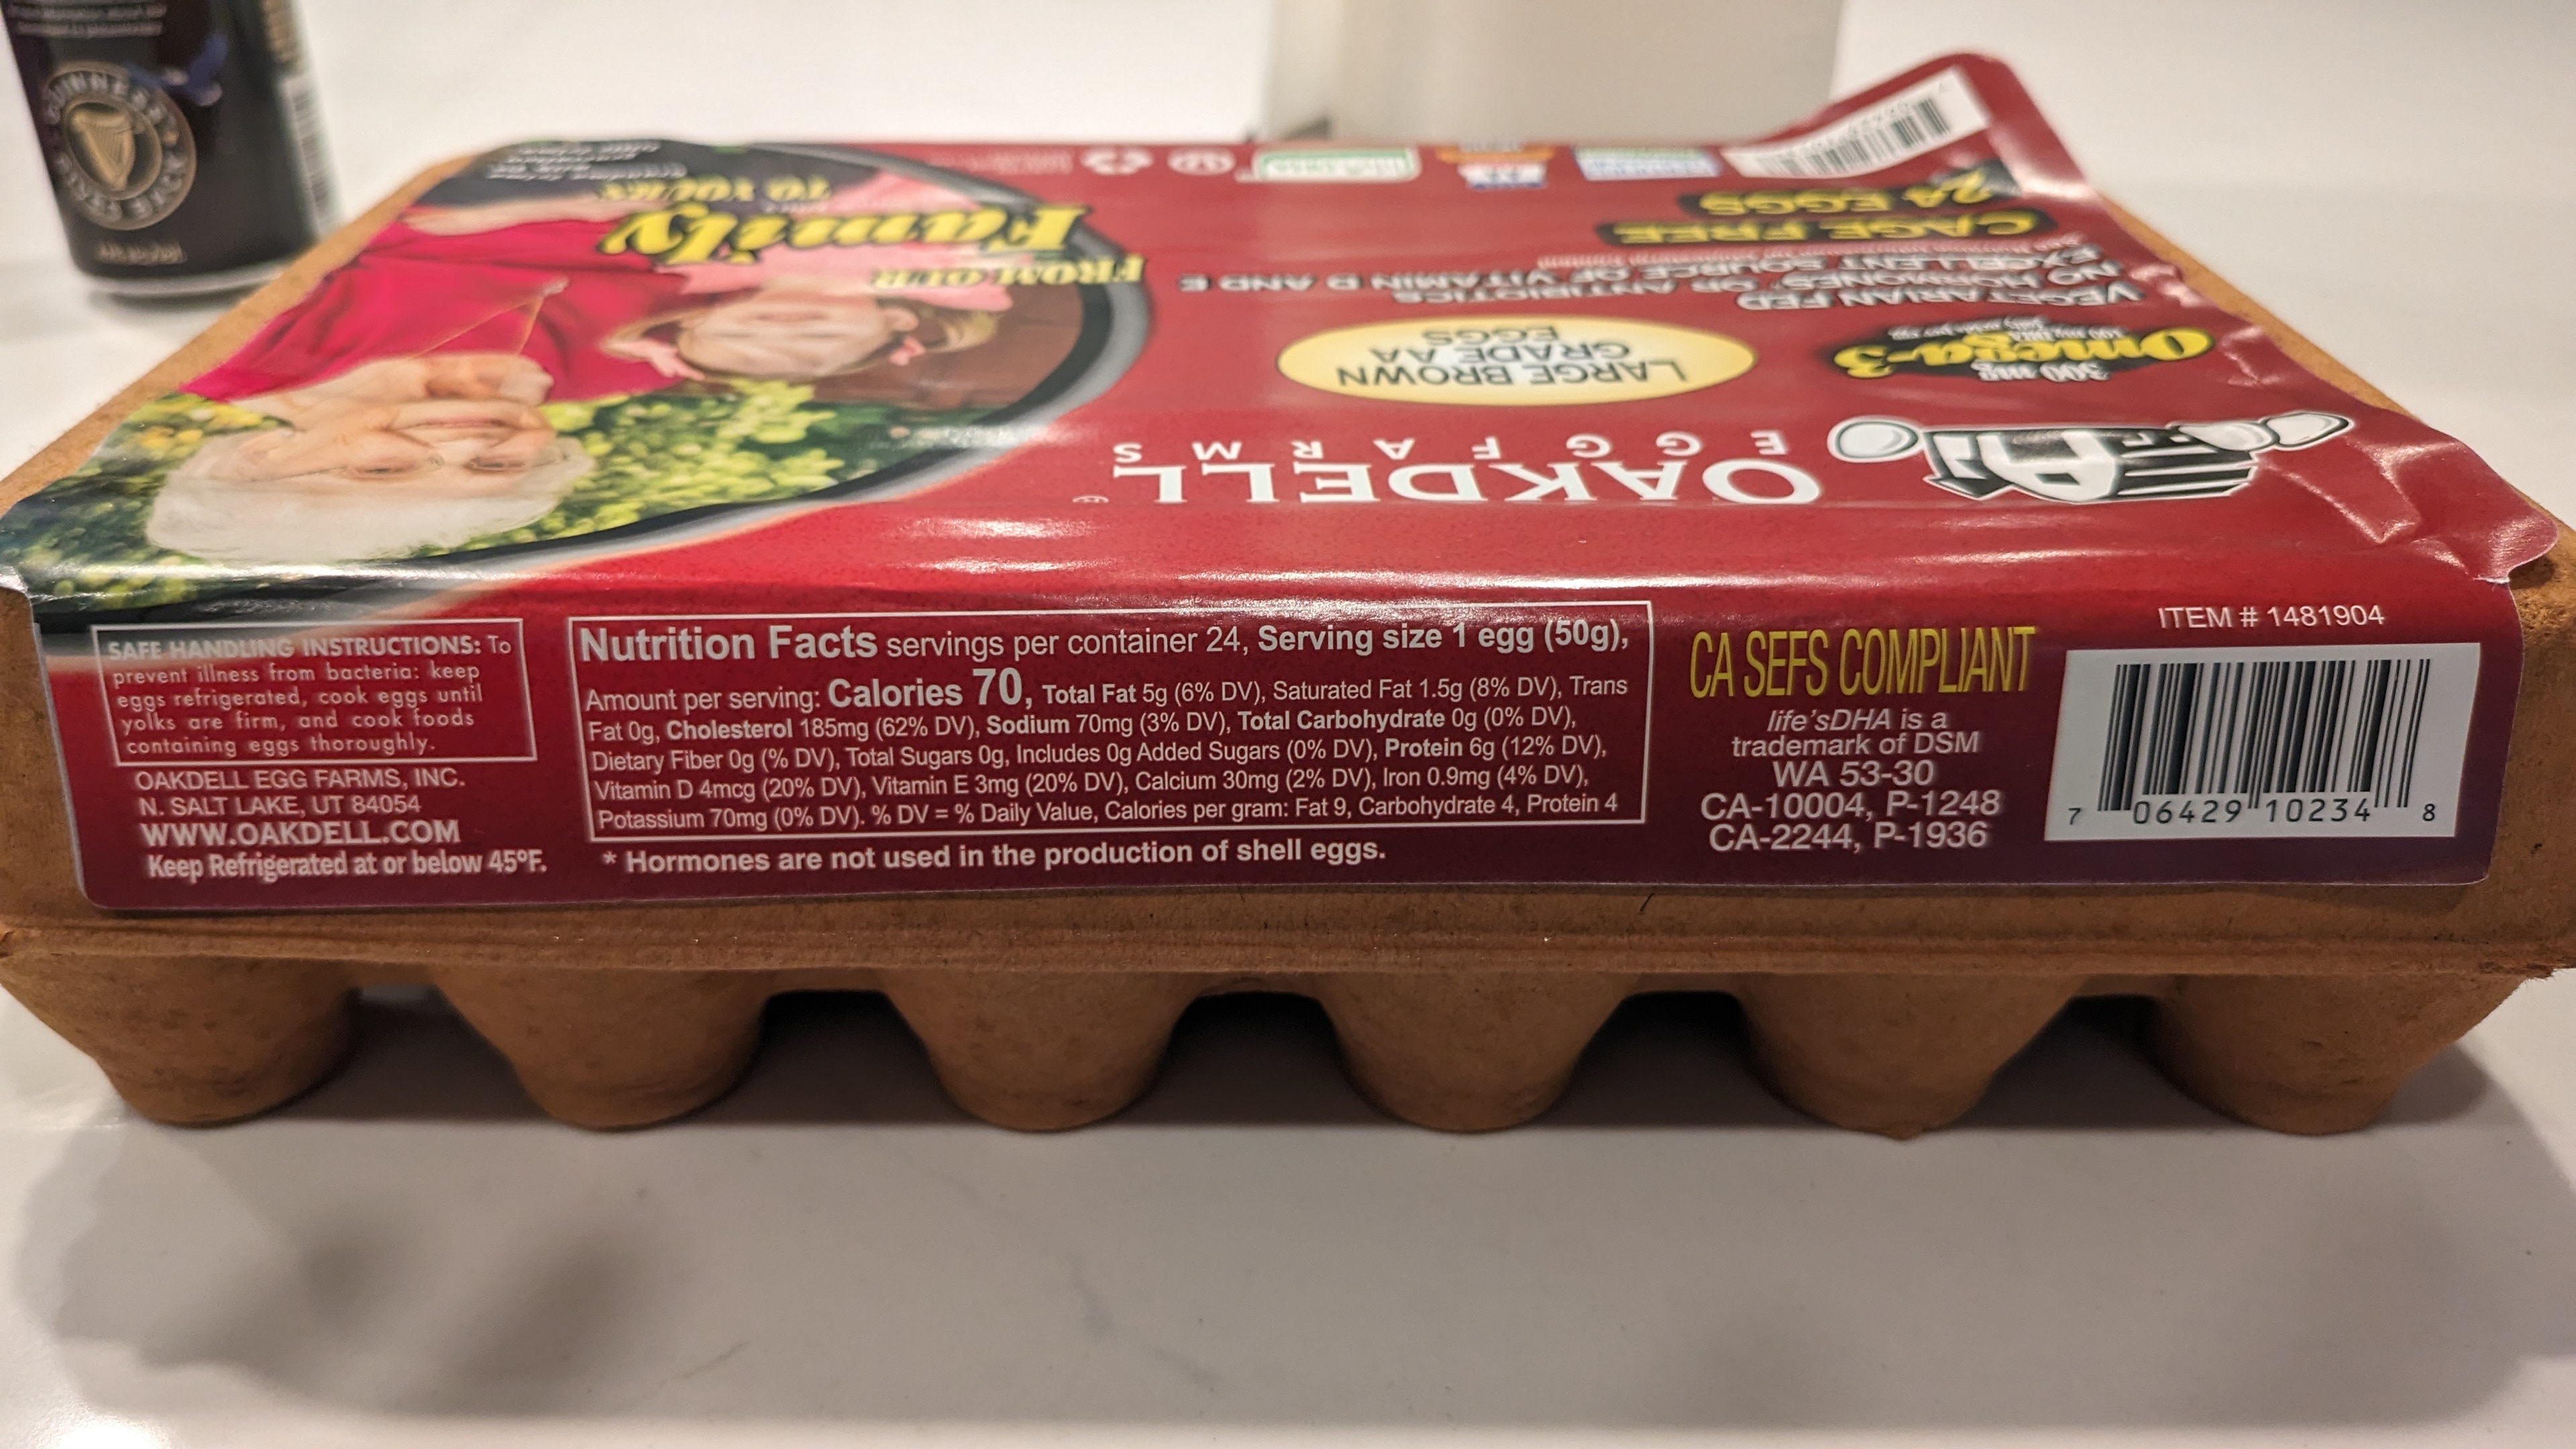 GUINNESS
TO YOURS
Family
FROM OUR
24 EGGS
CAGE FREE
EXCELLENT SOURCE OF VITAMIN D AND E
NO HORMONES* OR ANTIBIOTICS
VEGETARIAN FED
300 mg
Omega-3
LARGE BROWN
GRADE AA
EGGS
OAKDELL
EGG FARMS
SAFE HANDLING INSTRUCTIONS: To
prevent illness from bacteria: keep
eggs refrigerated, cook eggs until
yolks are firm, and cook foods
containing eggs thoroughly.
OAKDELL EGG FARMS, INC.
N. SALT LAKE, UT 84054
WWW.OAKDELL.COM
Keep Refrigerated at or below 45°F.
Nutrition Facts servings per container 24, Serving size 1 egg (50g),
Amount per serving: Calories 70, Total Fat 5g (6% DV), Saturated Fat 1.5g (8% DV), Trans
Fat 0g, Cholesterol 185mg (62% DV), Sodium 70mg (3% DV), Total Carbohydrate 0g (0% DV),
Dietary Fiber 0g (% DV), Total Sugars 0g, Includes 0g Added Sugars (0% DV), Protein 6g (12% DV),
Vitamin D 4mcg (20% DV), Vitamin E 3mg (20% DV), Calcium 30mg (2% DV), Iron 0.9mg (4% DV),
Potassium 70mg (0% DV). % DV = % Daily Value, Calories per gram: Fat 9, Carbohydrate 4, Protein 4
* Hormones are not used in the production of shell eggs.
CA SEFS COMPLIANT
life'sDHA is a
trademark of DSM
WA 53-30
CA-10004, P-1248
CA-2244, P-1936
ITEM # 1481904
7 06429 10234 8